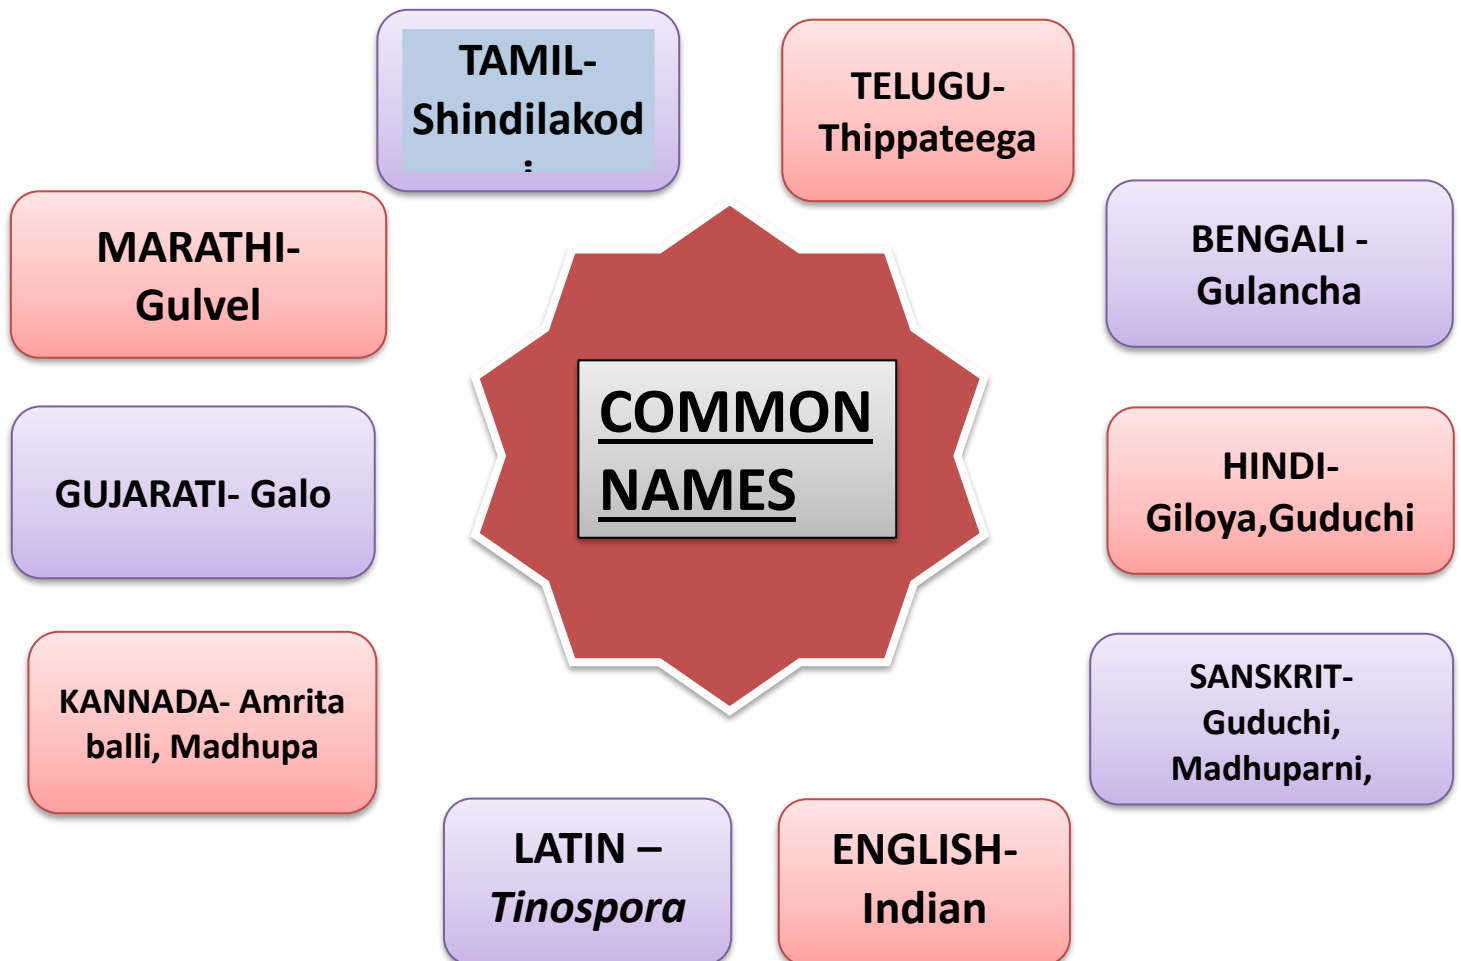 TAMIL-
Shindilakod
TELUGU-
Thippateega
MARATHI-
Gulvel
BENGALI -
Gulancha
COMMON
NAMES
GUJARATI- Galo
HINDI-
Giloya,Guduchi
KANNADA- Amrita
balli, Madhupa
SANSKRIT-
Guduchi,
Madhuparni,
LATIN –
Tinospora
ENGLISH-
Indian